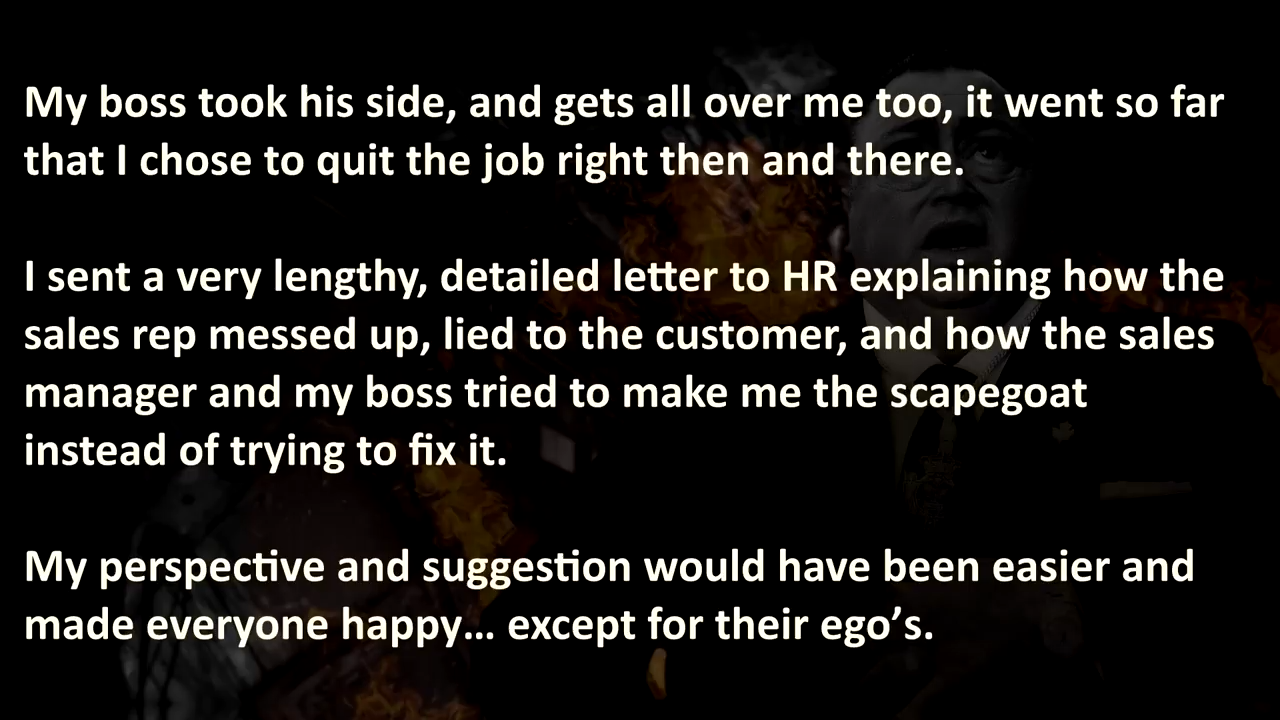 My boss took his side, and gets all over me too, it went so far
that I chose to quit the job right then and there.
I sent a very lengthy, detailed letter to HR explaining how the
sales rep messed up, lied to the customer, and how the sales
manager and my boss tried to make me the scapegoat
instead of trying to fix it.
My perspective and suggestion would have been easier and
made everyone happy… except for their ego’s.